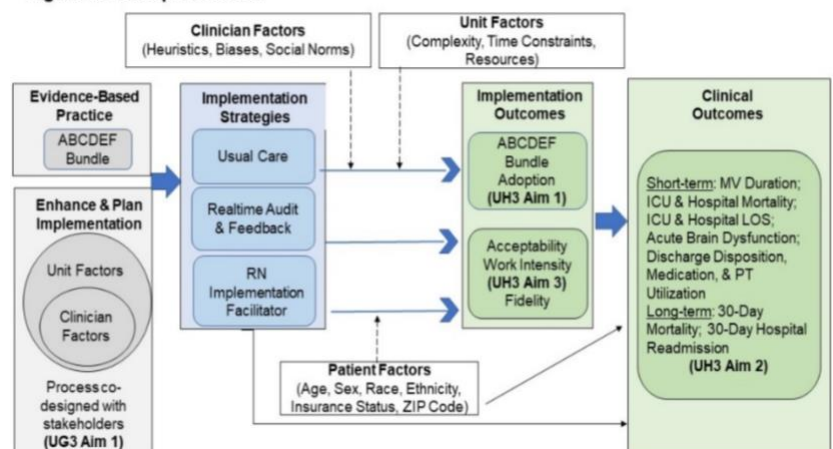 Clinician Factors
(Heuristics, Biases, Social Norms)
Unit Factors
(Complexity, Time Constraints,
Resources)
Evidence-Based
Practice
ABCDEF
Bundle
Enhance & Plan
Implementation
Unit Factors
Clinician
Factors
Process co-
designed with
stakeholders
(UG3 Aim 1)
Implementation
Strategies
Usual Care
Realtime Audit
& Feedback
RN
Implementation
Facilitator
Implementation
Outcomes
ABCDEF
Bundle
Adoption
(UH3 Aim 1)
Acceptability
Work Intensity
(UH3 Aim 3)
Fidelity
Patient Factors
(Age, Sex, Race, Ethnicity,
Insurance Status, ZIP Code)
Clinical
Outcomes
Short-term: MV Duration;
ICU & Hospital Mortality;
ICU & Hospital LOS;
Acute Brain Dysfunction;
Discharge Disposition,
Medication, & PT
Utilization
Long-term: 30-Day
Mortality; 30-Day Hospital
Readmission
(UH3 Aim 2)